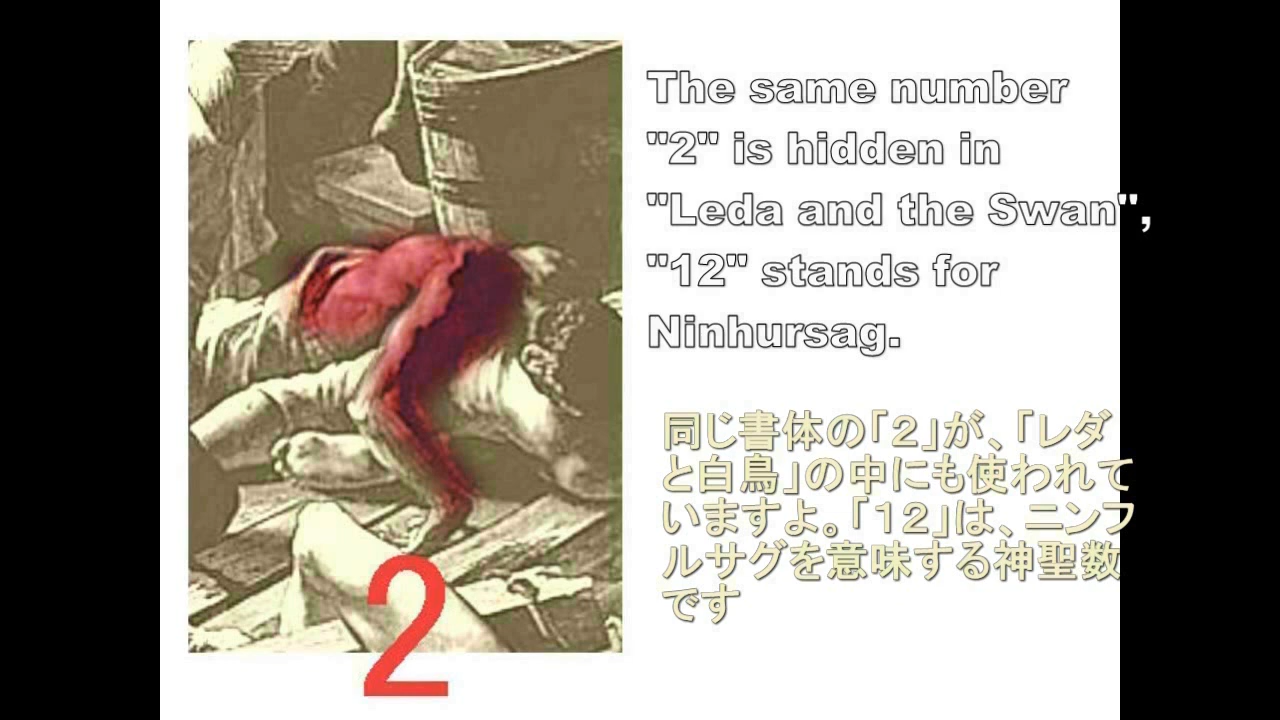 The same number
"2" is hidden in
"Leda and the Swan",
"12" stands for
Ninhursag.
同じ書体の「２」が、「レダ
と白鳥」の中にも使われて
いますよ。「１２」は、ニンフ
ルサグを意味する神聖数
です
2